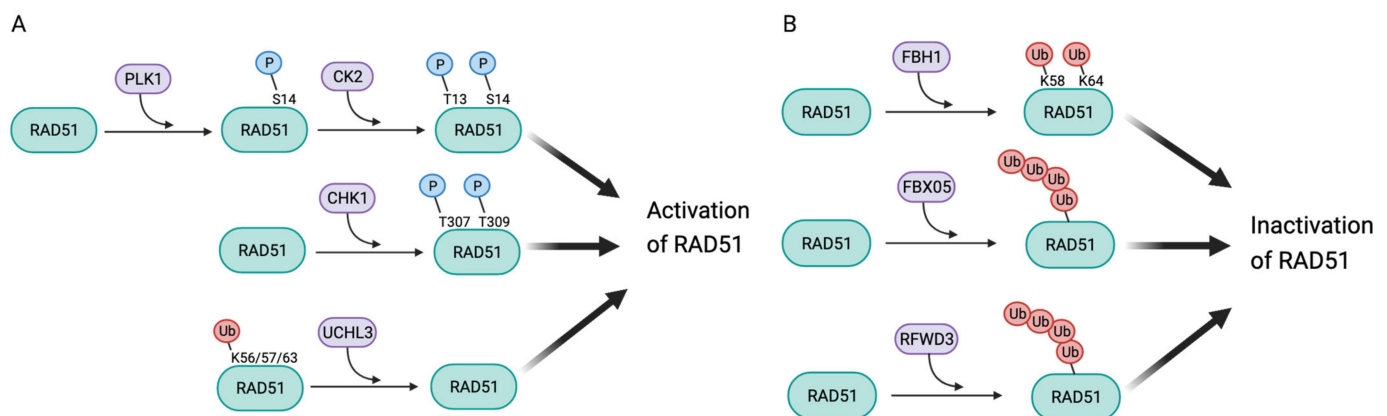 A
PLK1
P
S14
CK2
P
P
T13
S14
RAD51
RAD51
RAD51
CHK1
P
P
T307
T309
RAD51
RAD51
Ub
K56/57/63
UCHL3
RAD51
RAD51
Activation
of RAD51
B
FBH1
Ub
Ub
K58
K64
RAD51
RAD51
FBX05
Ub
Ub
Ub
Ub
RAD51
RAD51
RFWD3
Ub
Ub
Ub
Ub
RAD51
RAD51
Inactivation
of RAD51